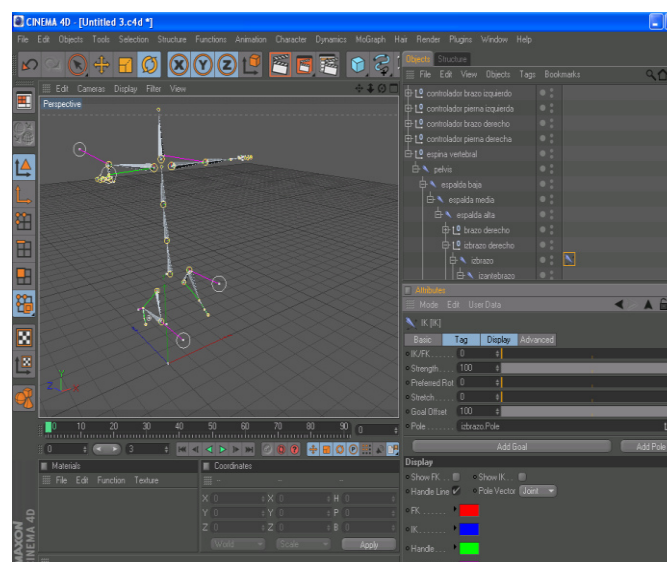 CINEMA 4D - [Untitled 3.c4d *]
File Edit Objects Tools Selection Structure Functions Animation Character Dynamics MoGraph Hair Render Plugins Window Help
Objects Structure
File Edit View Objects Tags Bookmarks
Edit Cameras Display Filter View
Perspective
controlador brazo izquierdo
controlador pierna izquierda
controlador brazo derecho
controlador pierna derecha
espina vertebral
pelvis
espalda baja
espalda media
espalda alta
brazo derecho
izbrazo derecho
izbrazo
izantebrazo
Attributes
Mode Edit User Data
IK [IK]
Basic Tag Display Advanced
IK/FK 0
Strength 100
Preferred Rot 0
Stretch 0
Goal Offset 100
Pole izbrazo.Pole
Add Goal Add Pole
Display
Show FK Show IK
Handle Line Pole Vector Joint
FK
IK
Handle
Y
Z X
0 10 20 30 40 50 60 70 80 90 0
0 3
Materials
File Edit Function Texture
Coordinates
X 0 X 0 H 0
Y 0 Y 0 P 0
Z 0 Z 0 B 0
World Scale Apply
MAXON
CINEMA 4D